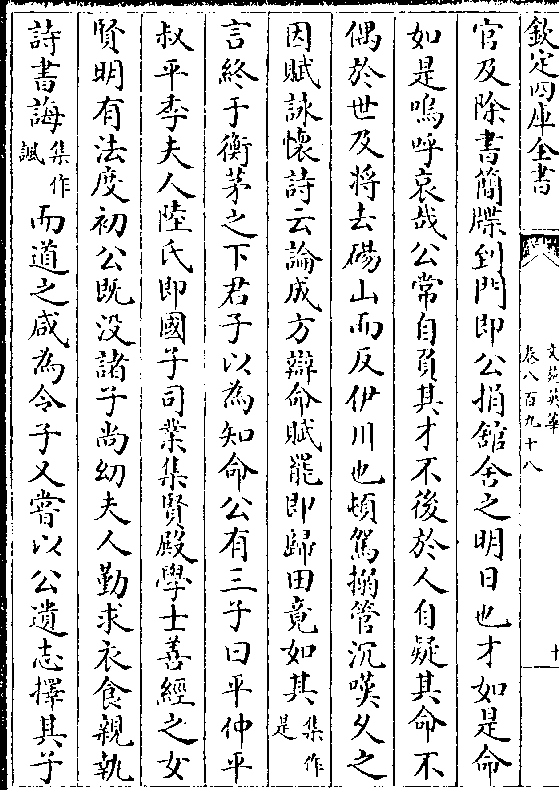 欽定四庫全書
文苑英華
卷八百九十八
十
官及除書簡牒到門即公捐舘舍之明日也才如是命
如是嗚呼哀哉公常自負其才不後於人自疑其命不
偶於世及將去碭山而反伊川也頓駕搦管沉嘆久之
因賦詠懷詩云論成方辯命賦罷即歸田竟如其集作是
言終于衡茅之下君子以為知命公有三子曰平仲平
叔平季夫人陸氏即國子司業集賢殿學士善經之女
賢明有法度初公既没諸子尚幼夫人勤求衣食親執
詩書誨集作諷而道之咸為令子又嘗以公遺志擇其子